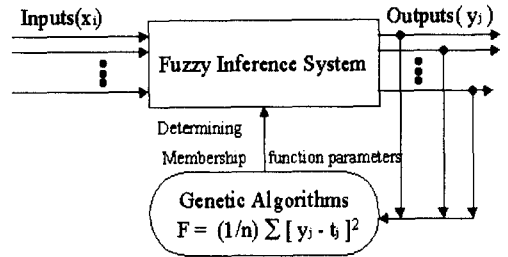 Inputs(xi) Outputs( yj )
Fuzzy Inference System
Determining
Membership function parameters
Genetic Algorithms
F = (1/n) ∑ [ yj - tj ]²